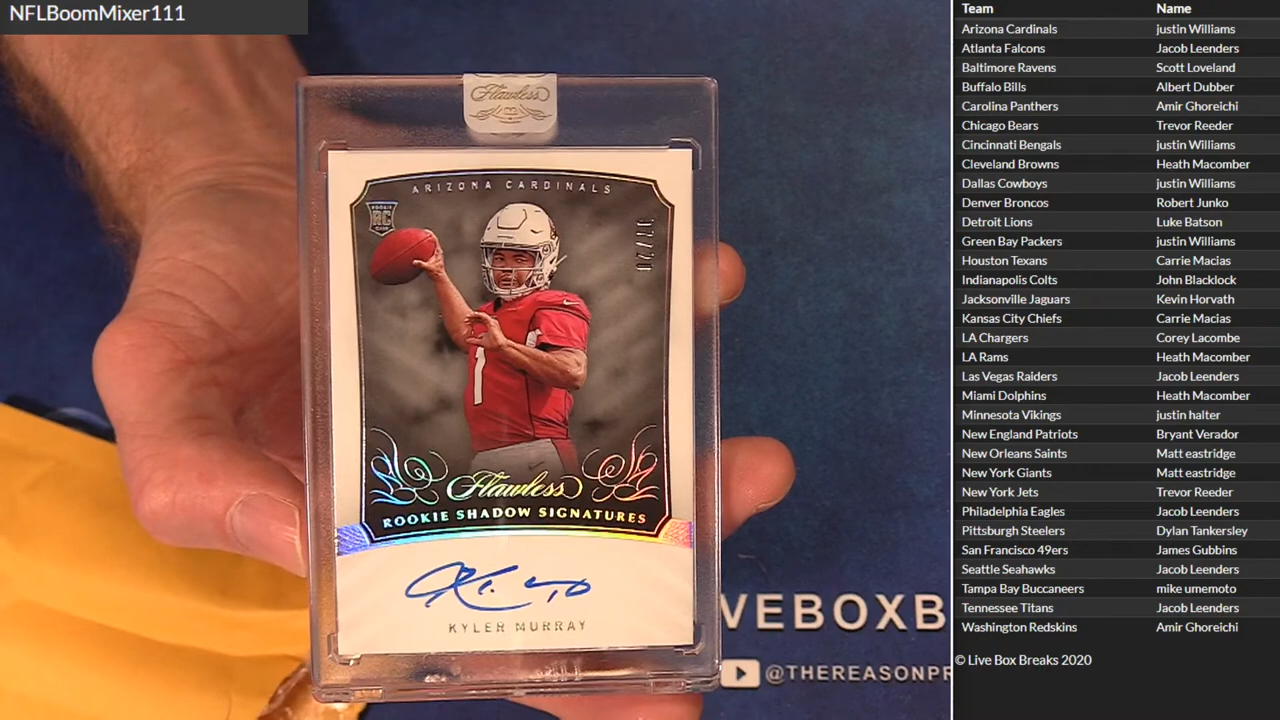 NFLBoomMixer111
Flawless
ARIZONA CARDINALS
ROOKIE
RC
1
Flawless
ROOKIE SHADOW SIGNATURES
KYLER MURRAY
VEBOXB
@THEREASONPR
Team Name
Arizona Cardinals justin Williams
Atlanta Falcons Jacob Leenders
Baltimore Ravens Scott Loveland
Buffalo Bills Albert Dubber
Carolina Panthers Amir Ghoreichi
Chicago Bears Trevor Reeder
Cincinnati Bengals justin Williams
Cleveland Browns Heath Macomber
Dallas Cowboys justin Williams
Denver Broncos Robert Junko
Detroit Lions Luke Batson
Green Bay Packers justin Williams
Houston Texans Carrie Macias
Indianapolis Colts John Blacklock
Jacksonville Jaguars Kevin Horvath
Kansas City Chiefs Carrie Macias
LA Chargers Corey Lacombe
LA Rams Heath Macomber
Las Vegas Raiders Jacob Leenders
Miami Dolphins Heath Macomber
Minnesota Vikings justin halter
New England Patriots Bryant Verador
New Orleans Saints Matt eastridge
New York Giants Matt eastridge
New York Jets Trevor Reeder
Philadelphia Eagles Jacob Leenders
Pittsburgh Steelers Dylan Tankersley
San Francisco 49ers James Gubbins
Seattle Seahawks Jacob Leenders
Tampa Bay Buccaneers mike umemoto
Tennessee Titans Jacob Leenders
Washington Redskins Amir Ghoreichi
© Live Box Breaks 2020